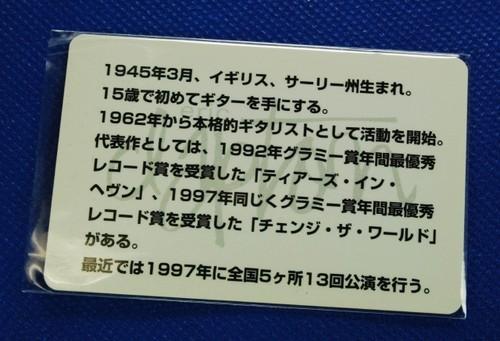 1945年3月、イギリス、サーリー州生まれ。
15歳で初めてギターを手にする。
1962年から本格的ギタリストとして活動を開始。
代表作としては、1992年グラミー賞年間最優秀
レコード賞を受賞した「ティアーズ・イン・
ヘヴン」、1997年同じくグラミー賞年間最優秀
レコード賞を受賞した「チェンジ・ザ・ワールド」
がある。
最近では1997年に全国5ヶ所13回公演を行う。
eric
clapton